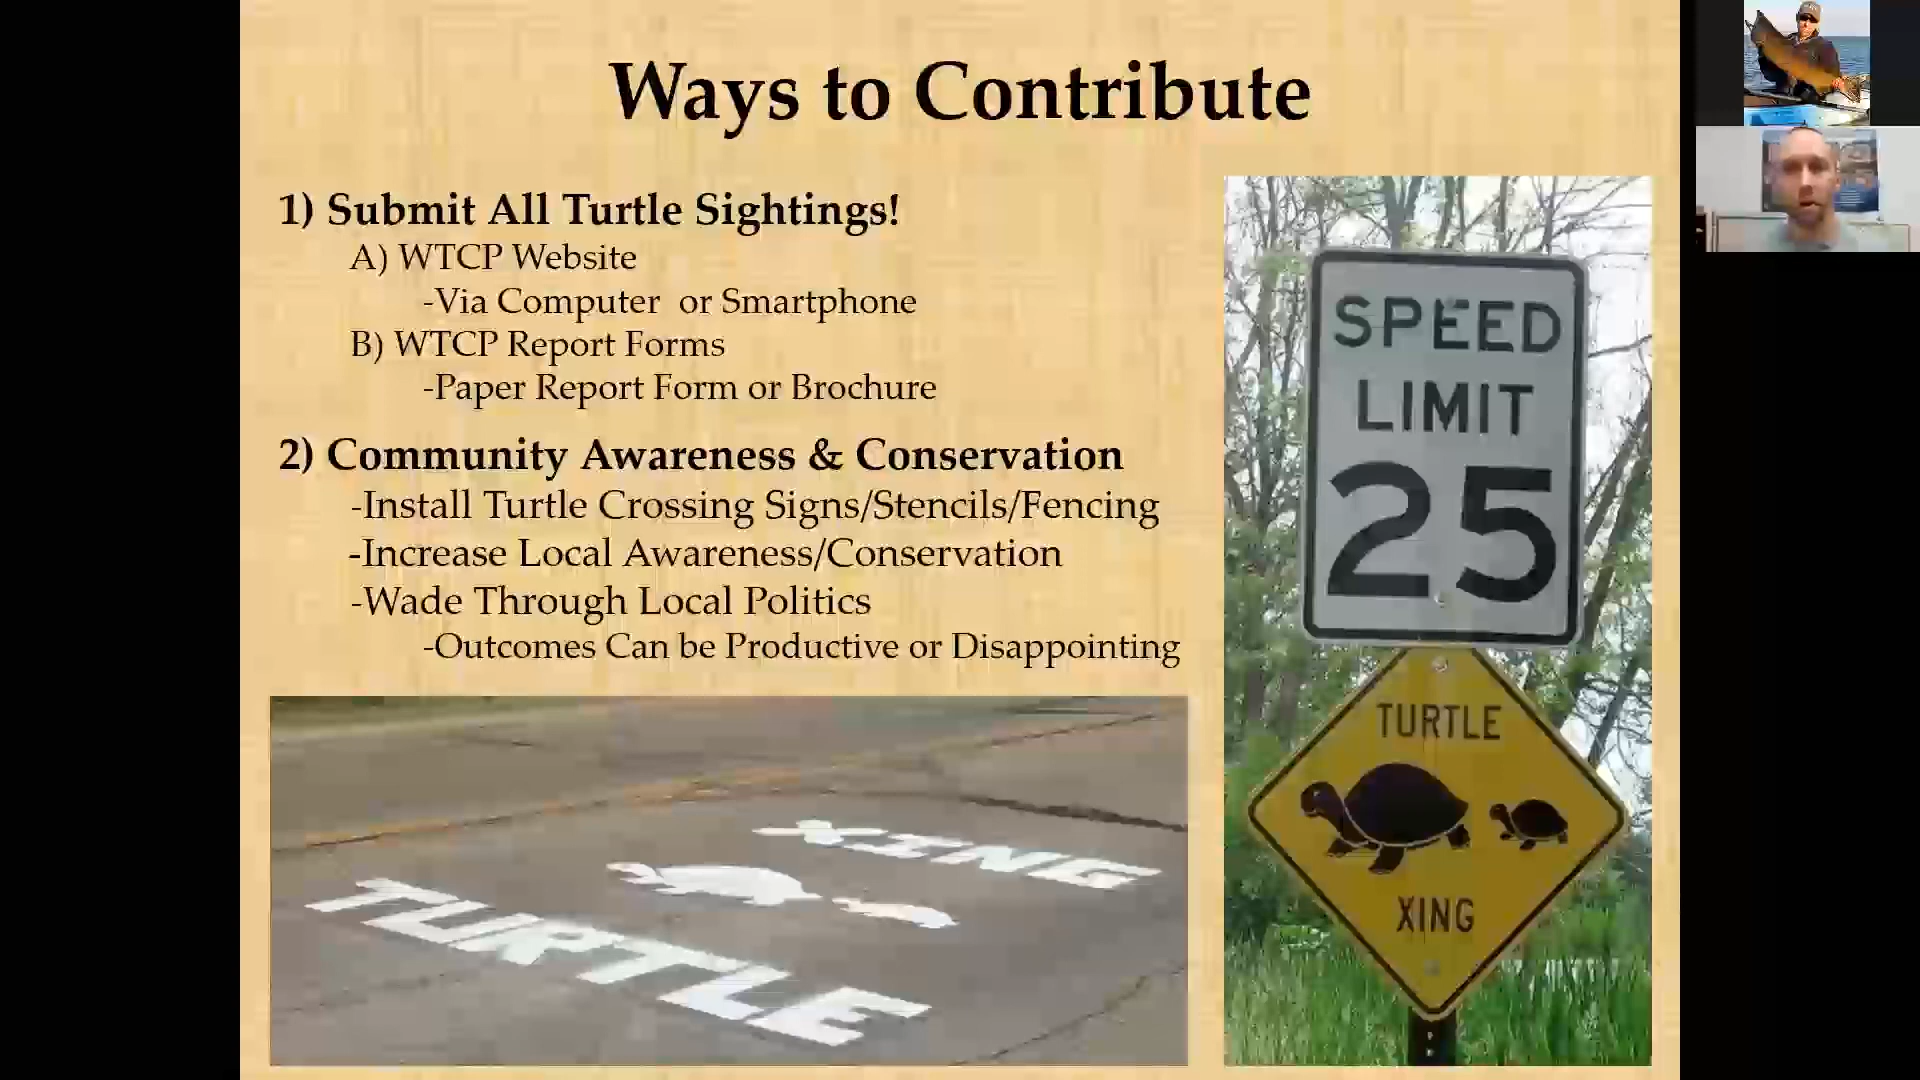 Ways to Contribute
1) Submit All Turtle Sightings!
A) WTCP Website
-Via Computer or Smartphone
B) WTCP Report Forms
-Paper Report Form or Brochure
2) Community Awareness & Conservation
-Install Turtle Crossing Signs/Stencils/Fencing
-Increase Local Awareness/Conservation
-Wade Through Local Politics
-Outcomes Can be Productive or Disappointing
SPEED
LIMIT
25
TURTLE
XING
XING
TURTLE